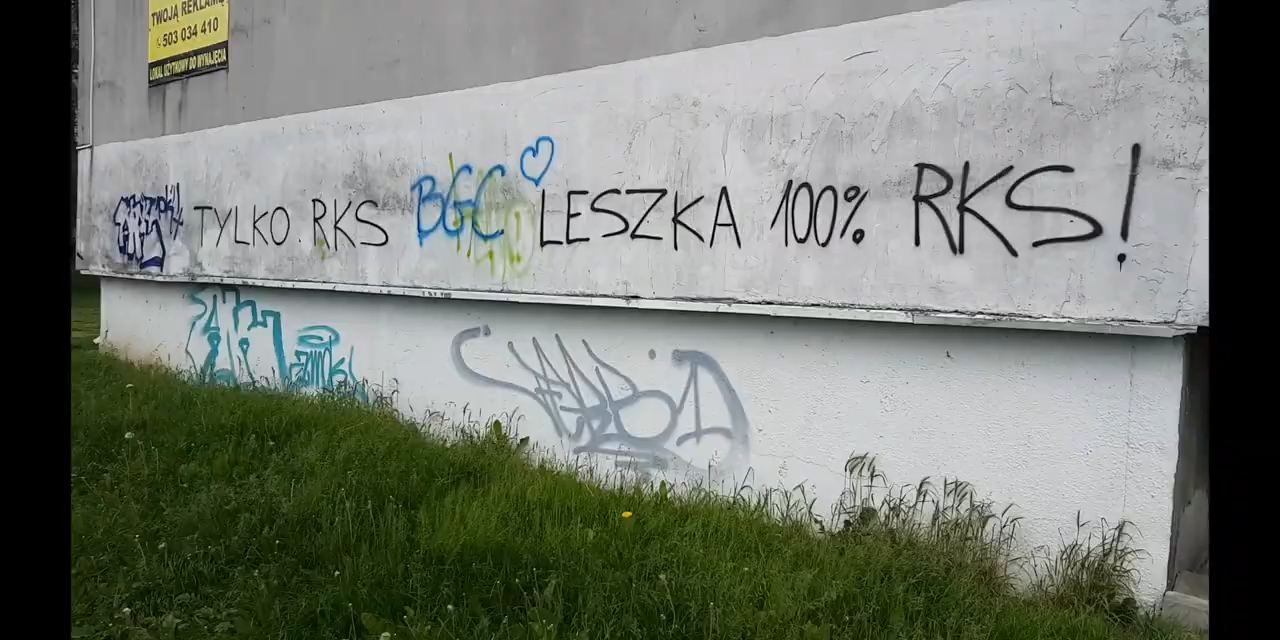 TWOJĄ REKLAMĘ
503 034 410
LOKAL UŻYTKOWY DO WYNAJĘCIA
TYLKO.RKS BGC LESZKA 100% RKS!